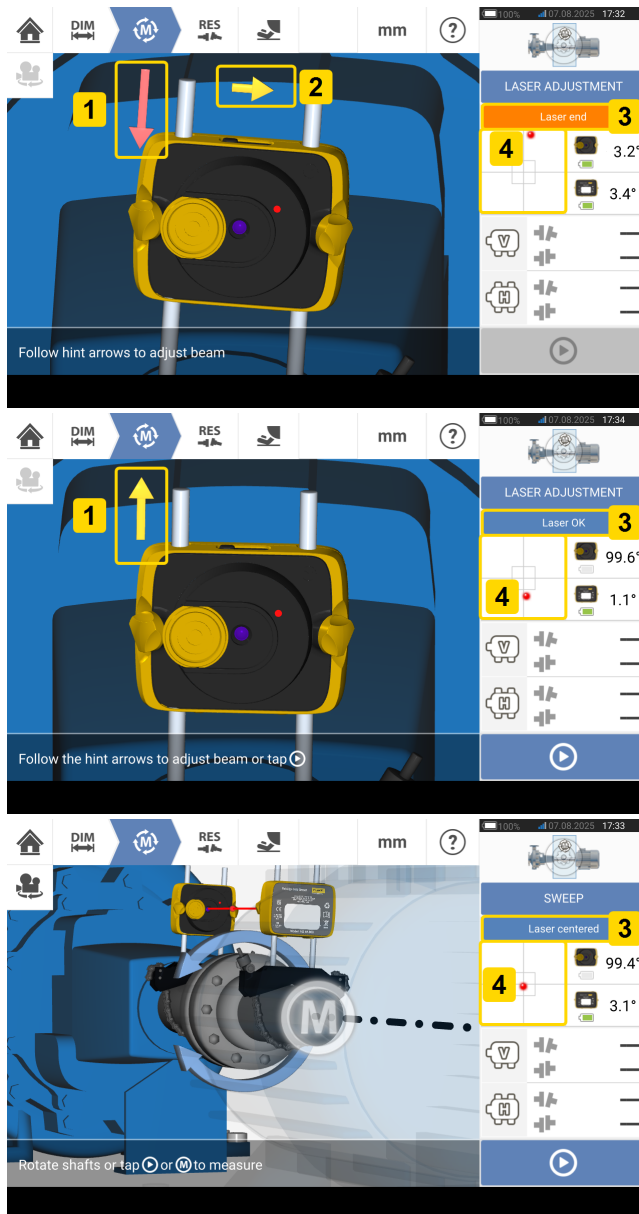 DIM
M
RES
mm
?
100%
07.08.2025
17:32
LASER ADJUSTMENT
1
2
Laser end
3
4
3.2°
3.4°
V
H
Follow hint arrows to adjust beam
DIM
M
RES
mm
?
100%
07.08.2025
17:34
LASER ADJUSTMENT
1
Laser OK
3
4
99.6°
1.1°
V
H
Follow the hint arrows to adjust beam or tap
DIM
M
RES
mm
?
100%
07.08.2025
17:33
SWEEP
Laser centered
3
4
99.4°
3.1°
M
V
H
Rotate shafts or tap or M to measure